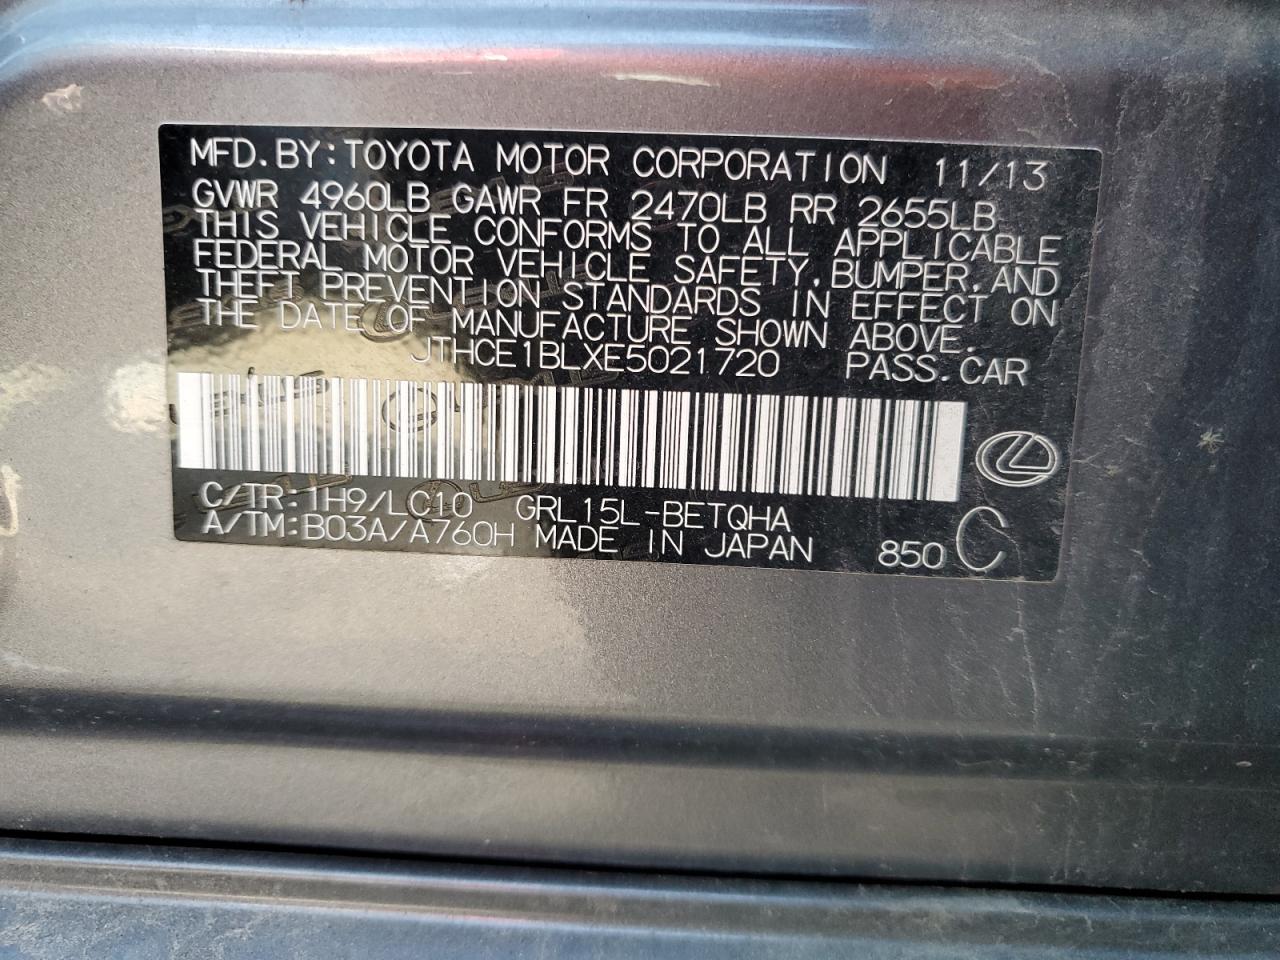 MFD.BY:TOYOTA MOTOR CORPORATION 11/13
GVWR 4960LB GAWR FR 2470LB RR 2655LB
THIS VEHICLE CONFORMS TO ALL APPLICABLE
FEDERAL MOTOR VEHICLE SAFETY,BUMPER,AND
THEFT PREVENTION STANDARDS IN EFFECT ON
THE DATE OF MANUFACTURE SHOWN ABOVE.
JTHCE1BLXE5021720 PASS.CAR
C/TR:1H9/LC10 GRL15L-BETQHA
A/TM:B03A/A760H MADE IN JAPAN 850 C